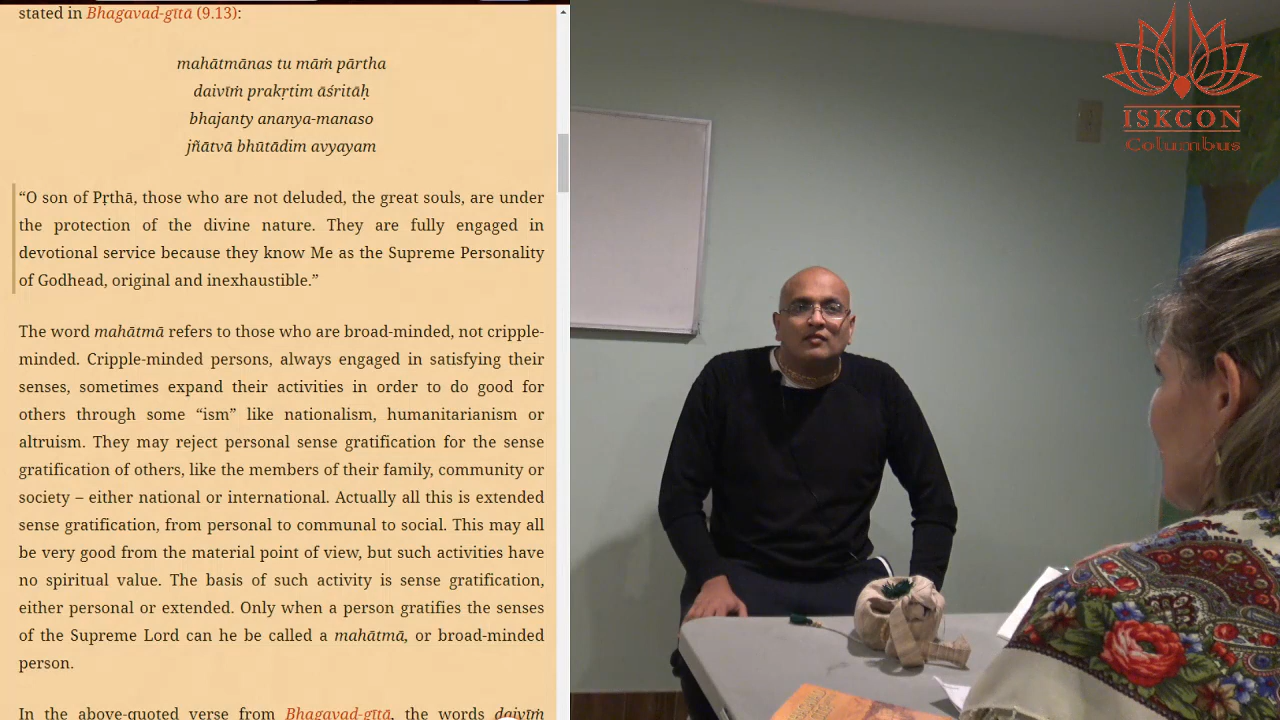 stated in Bhagavad-gītā (9.13):
mahātmānas tu māṁ pārtha
daivīṁ prakṛtim āśritāḥ
bhajanty ananya-manaso
jñātvā bhūtādim avyayam
“O son of Pṛthā, those who are not deluded, the great souls, are under
the protection of the divine nature. They are fully engaged in
devotional service because they know Me as the Supreme Personality
of Godhead, original and inexhaustible.”
The word mahātmā refers to those who are broad-minded, not cripple-
minded. Cripple-minded persons, always engaged in satisfying their
senses, sometimes expand their activities in order to do good for
others through some “ism” like nationalism, humanitarianism or
altruism. They may reject personal sense gratification for the sense
gratification of others, like the members of their family, community or
society – either national or international. Actually all this is extended
sense gratification, from personal to communal to social. This may all
be very good from the material point of view, but such activities have
no spiritual value. The basis of such activity is sense gratification,
either personal or extended. Only when a person gratifies the senses
of the Supreme Lord can he be called a mahātmā, or broad-minded
person.
In the above-quoted verse from Bhagavad-gītā, the words daivīṁ
ISKCON
Columbus